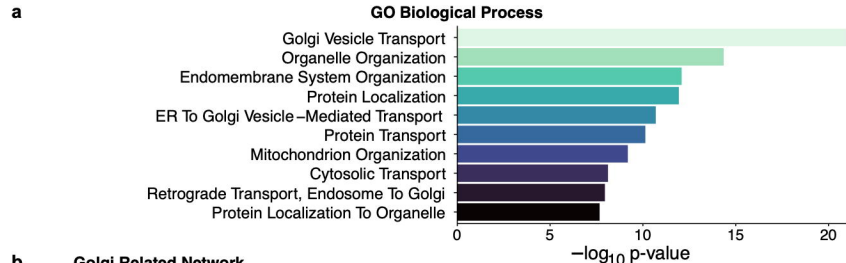 a
GO Biological Process
Golgi Vesicle Transport
Organelle Organization
Endomembrane System Organization
Protein Localization
ER To Golgi Vesicle–Mediated Transport
Protein Transport
Mitochondrion Organization
Cytosolic Transport
Retrograde Transport, Endosome To Golgi
Protein Localization To Organelle
0 5 10 15 20
−log10 p-value
b Golgi Related Network